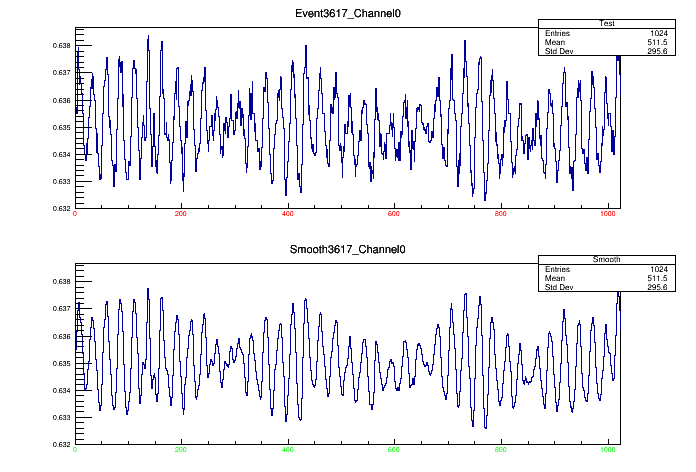 Event3617_Channel0
Test
Entries 1024
Mean 511.5
Std Dev 295.6
0.638
0.637
0.636
0.635
0.634
0.633
0.632
0 200 400 600 800 1000
Smooth3617_Channel0
Smooth
Entries 1024
Mean 511.5
Std Dev 295.6
0.638
0.637
0.636
0.635
0.634
0.633
0.632
0 200 400 600 800 1000